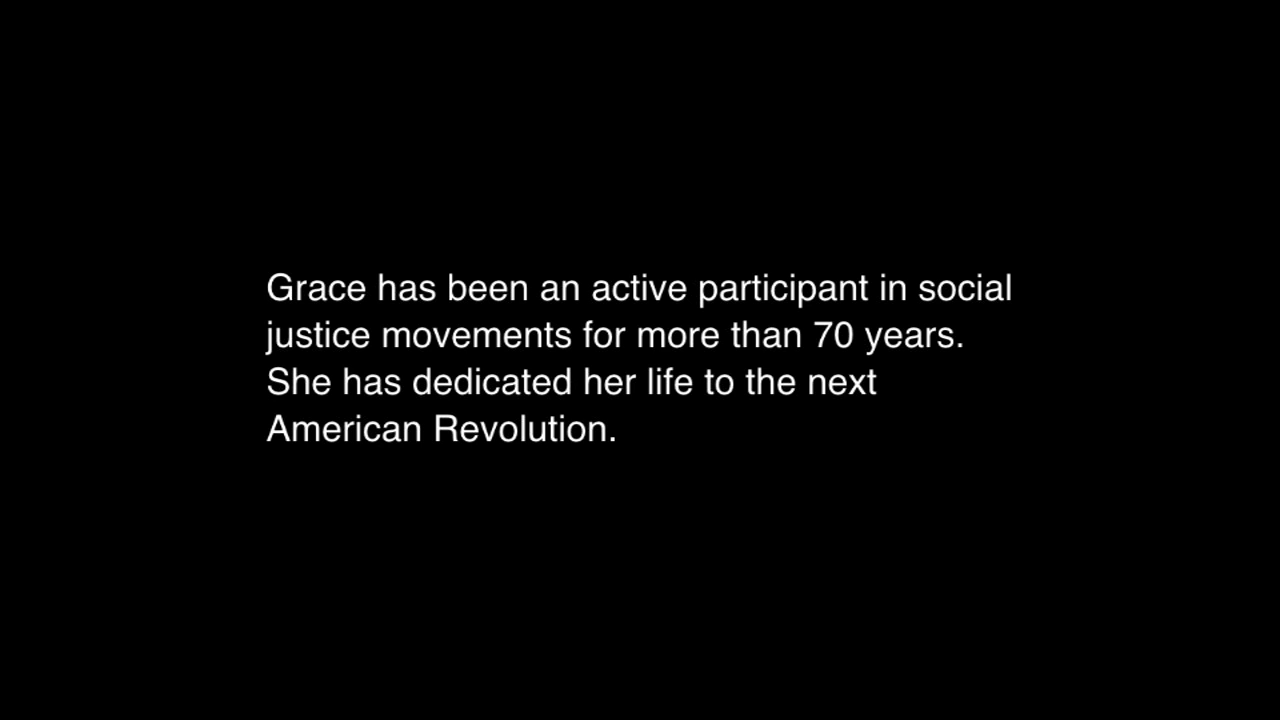 Grace has been an active participant in social
justice movements for more than 70 years.
She has dedicated her life to the next
American Revolution.